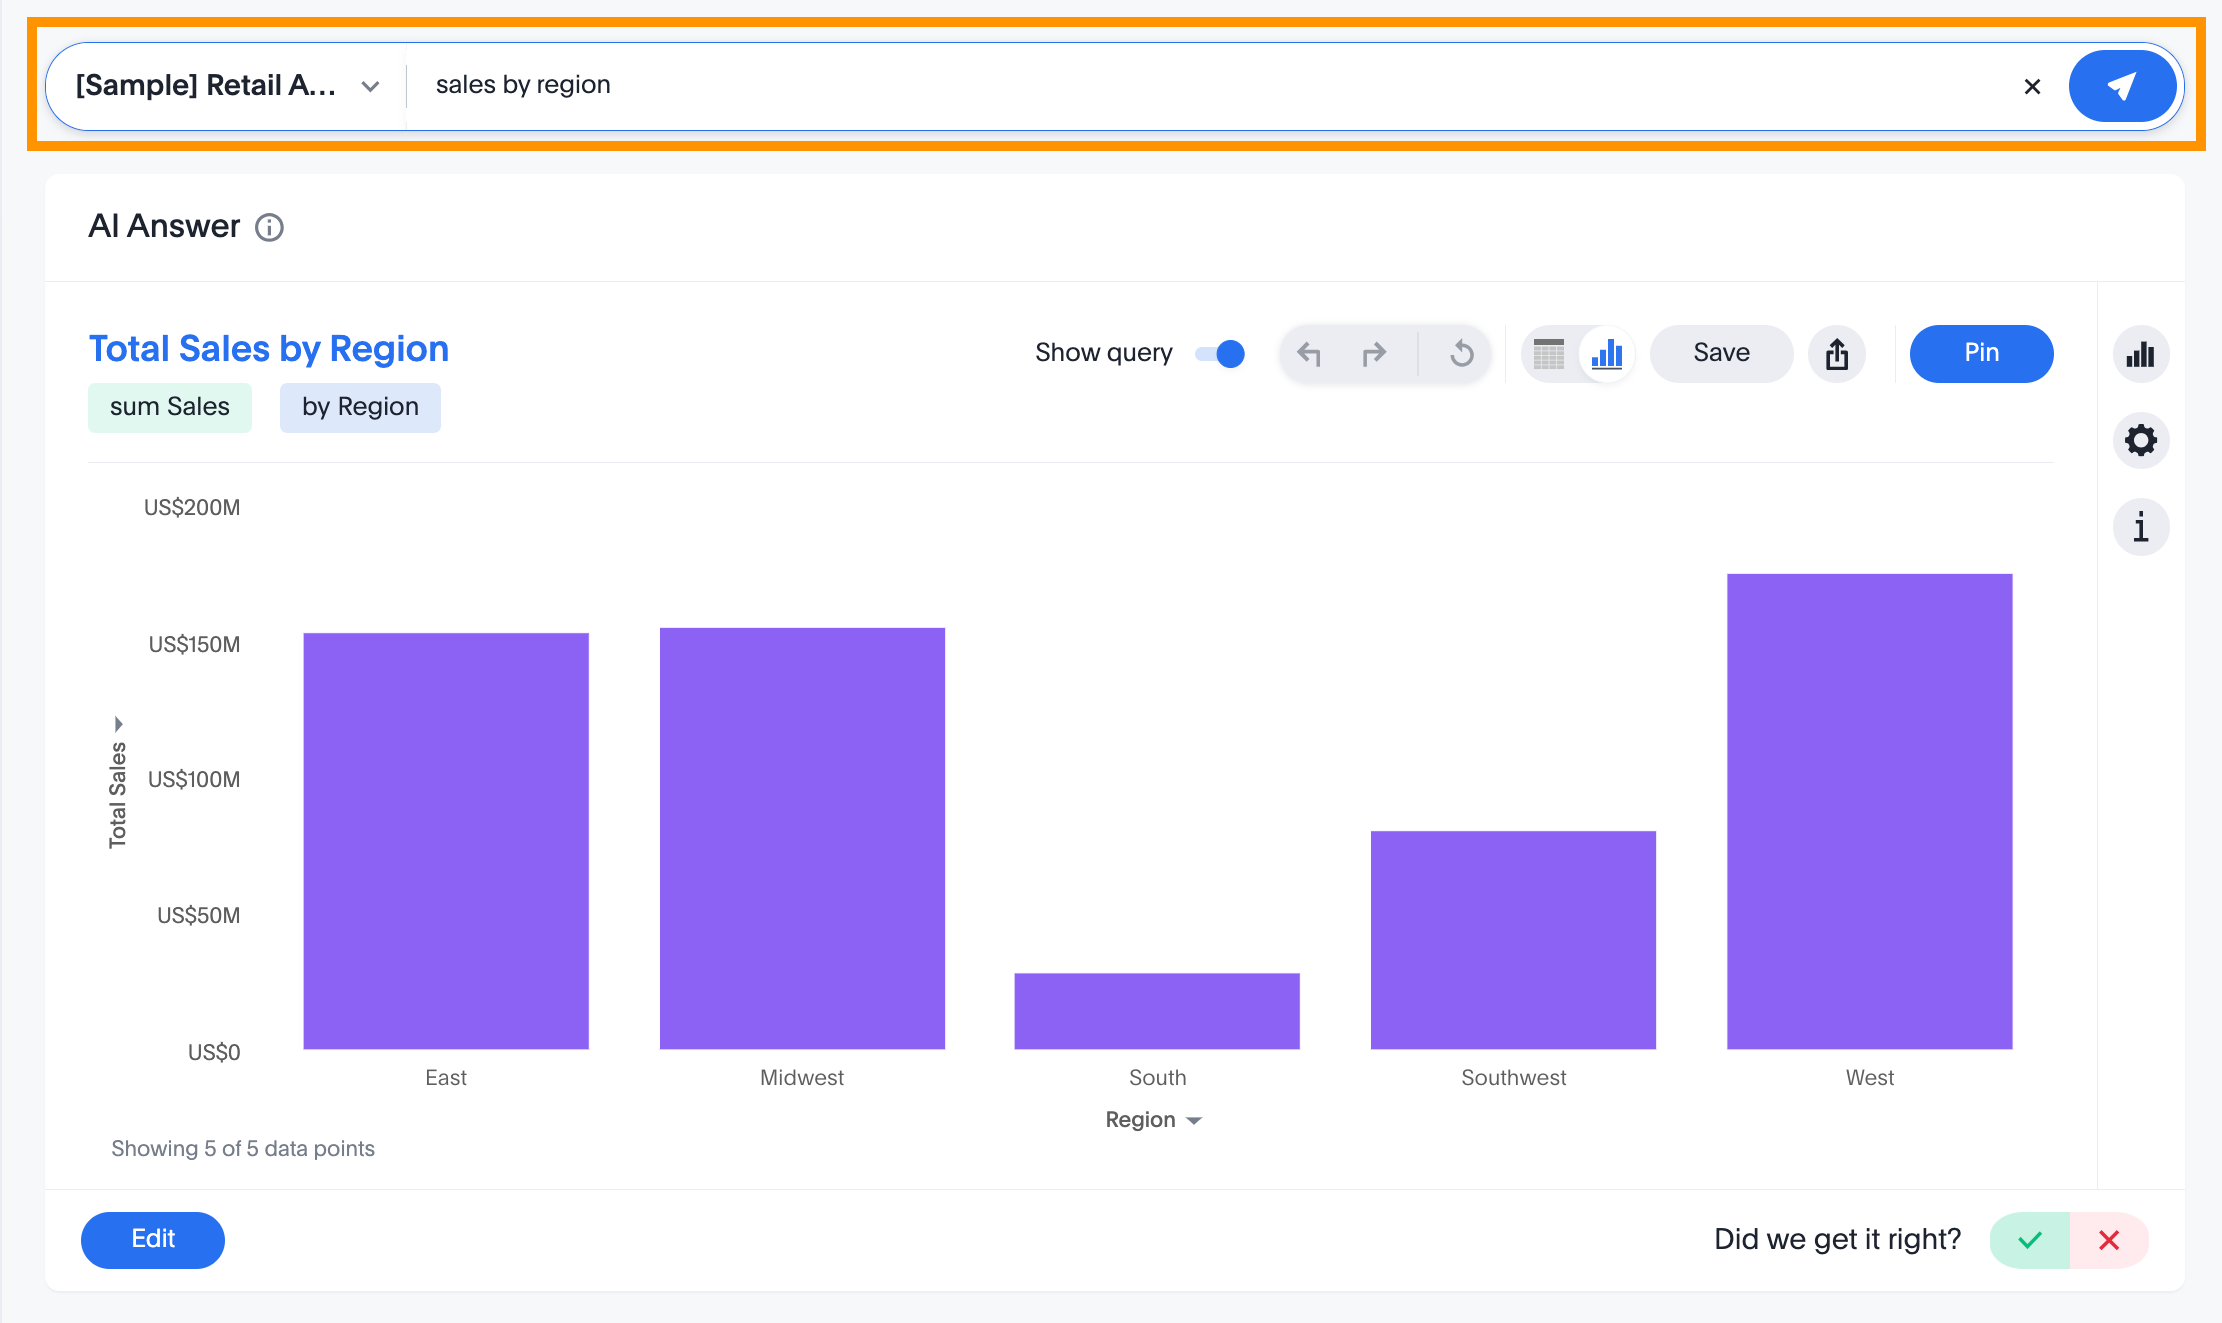 [Sample] Retail A...
sales by region
AI Answer
Total Sales by Region
Show query
Save
Pin
sum Sales
by Region
US$200M
US$150M
US$100M
US$50M
US$0
Total Sales
East
Midwest
South
Southwest
West
Region
Showing 5 of 5 data points
Edit
Did we get it right?